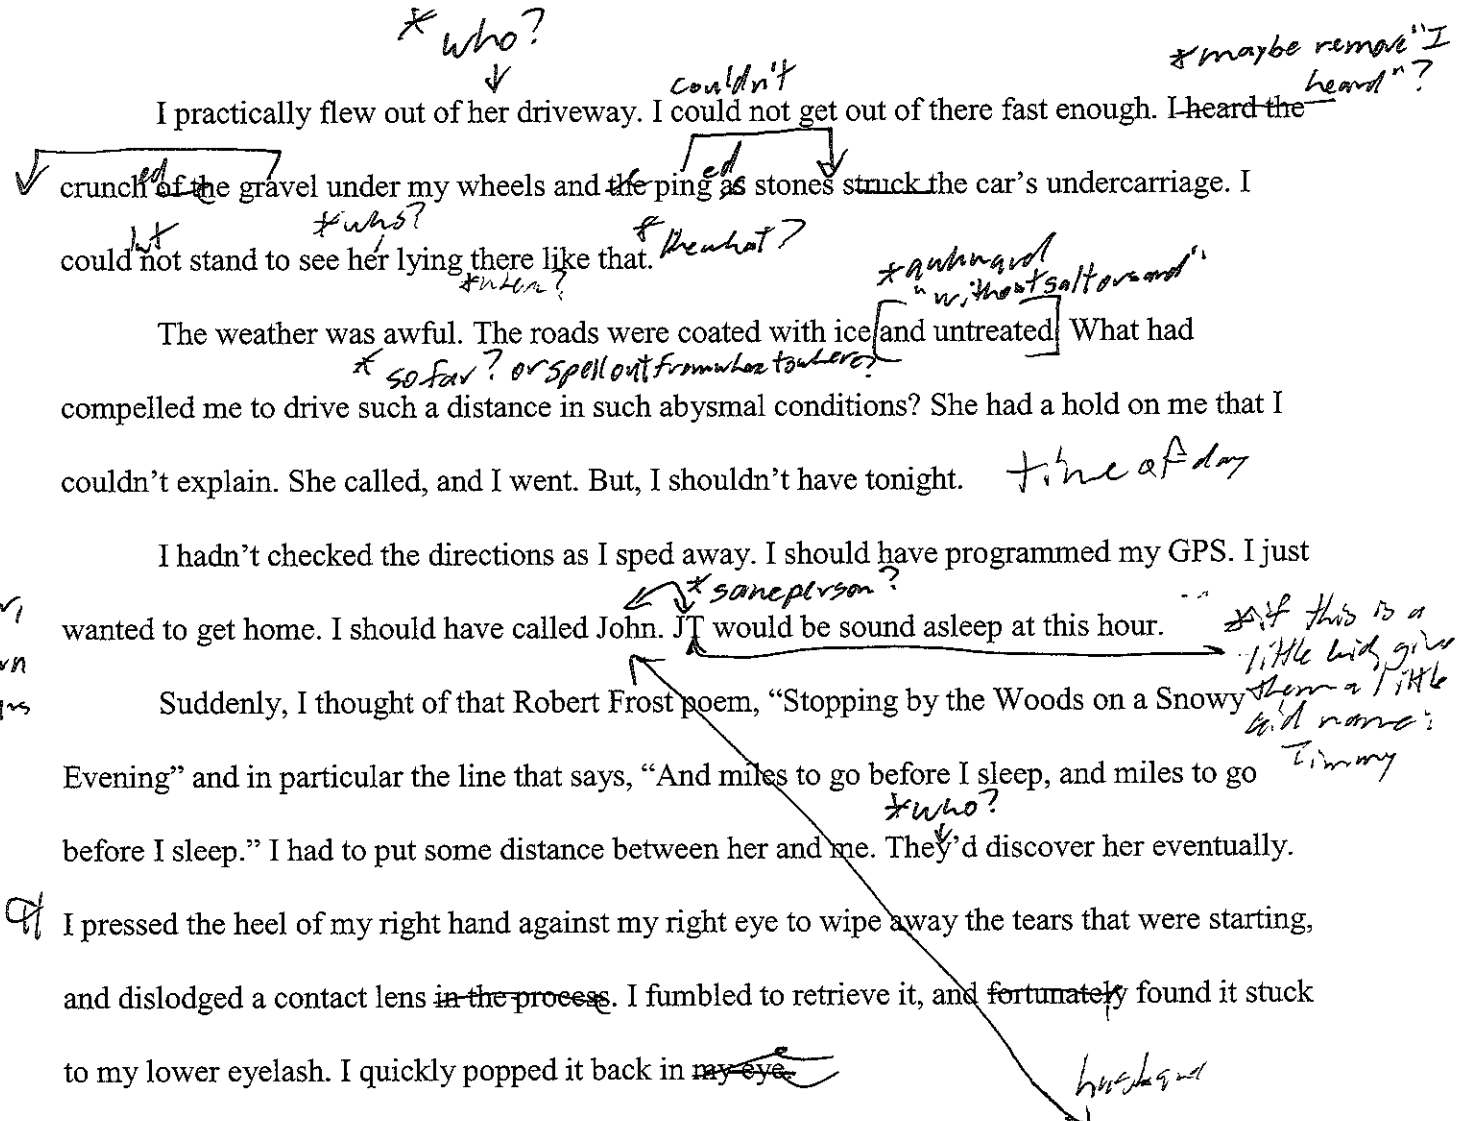 * who?
* maybe remove "I
heard"?
couldn't
I practically flew out of her driveway. I could not get out of there fast enough. I heard the
ed
ed
crunch of the gravel under my wheels and the ping as stones struck the car's undercarriage. I
n't
* who?
* the what?
could not stand to see her lying there like that.
* when?
* awkward
"without salt or sand"
The weather was awful. The roads were coated with ice and untreated. What had
* so far? or spell out from where to where?
compelled me to drive such a distance in such abysmal conditions? She had a hold on me that I
couldn't explain. She called, and I went. But, I shouldn't have tonight.
time of day
I hadn't checked the directions as I sped away. I should have programmed my GPS. I just
* same person?
wanted to get home. I should have called John. JT would be sound asleep at this hour.
* if this is a
little kid, give
them a little
kid name:
Timmy
Suddenly, I thought of that Robert Frost poem, "Stopping by the Woods on a Snowy
Evening" and in particular the line that says, "And miles to go before I sleep, and miles to go
* who?
before I sleep." I had to put some distance between her and me. They'd discover her eventually.
I pressed the heel of my right hand against my right eye to wipe away the tears that were starting,
and dislodged a contact lens in the process. I fumbled to retrieve it, and fortunately found it stuck
to my lower eyelash. I quickly popped it back in my eye.
husband